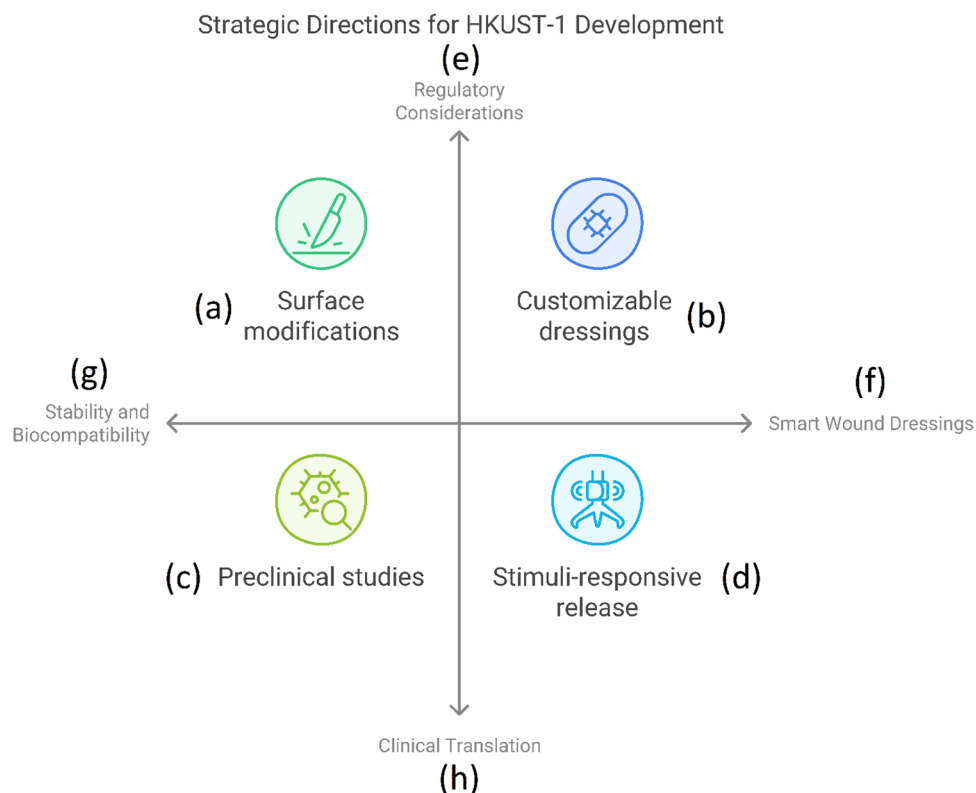 Strategic Directions for HKUST-1 Development
(e)
Regulatory
Considerations
(a)
Surface
modifications
Customizable
dressings
(b)
(g)
Stability and
Biocompatibility
(f)
Smart Wound Dressings
(c)
Preclinical studies
Stimuli-responsive
release
(d)
Clinical Translation
(h)